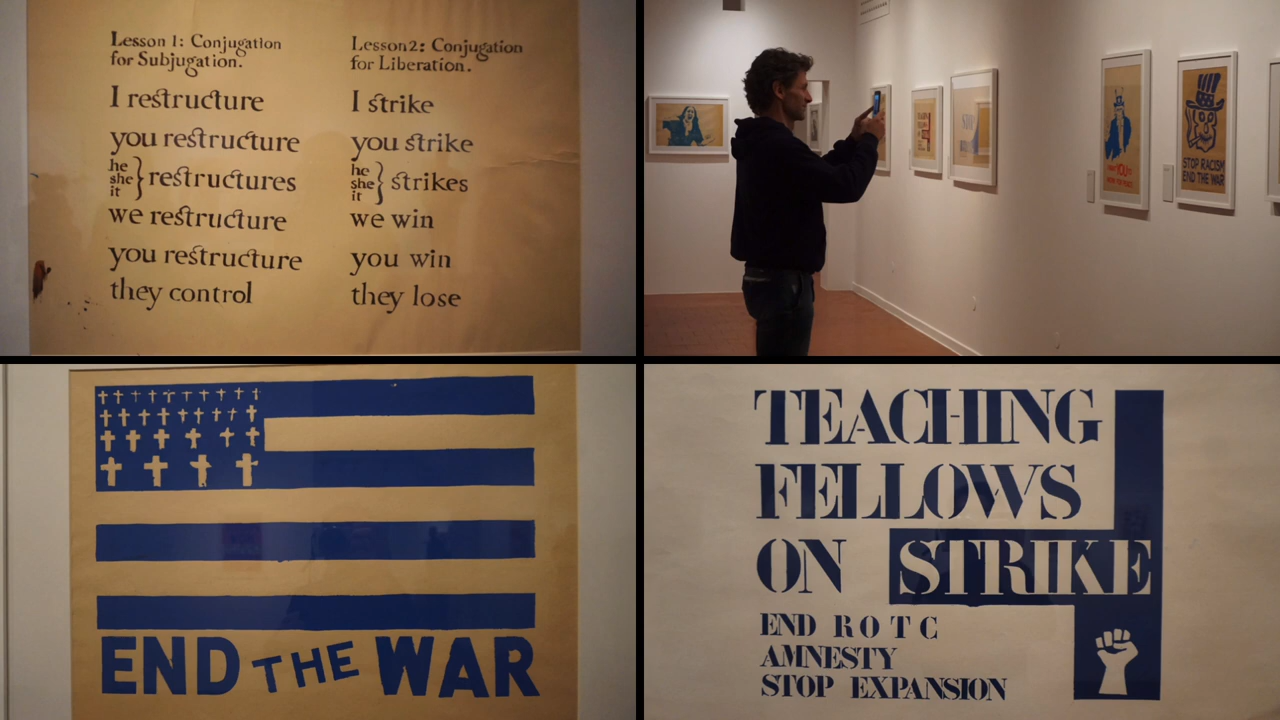 Lesson 1: Conjugation
for Subjugation.
I restructure
you restructure
he
she
it
restructures
we restructure
you restructure
they control
Lesson2: Conjugation
for Liberation.
I strike
you strike
he
she
it
strikes
we win
you win
they lose
STOP RACISM
END THE WAR
END THE WAR
TEACHING
FELLOWS
ON STRIKE
END ROTC
AMNESTY
STOP EXPANSION